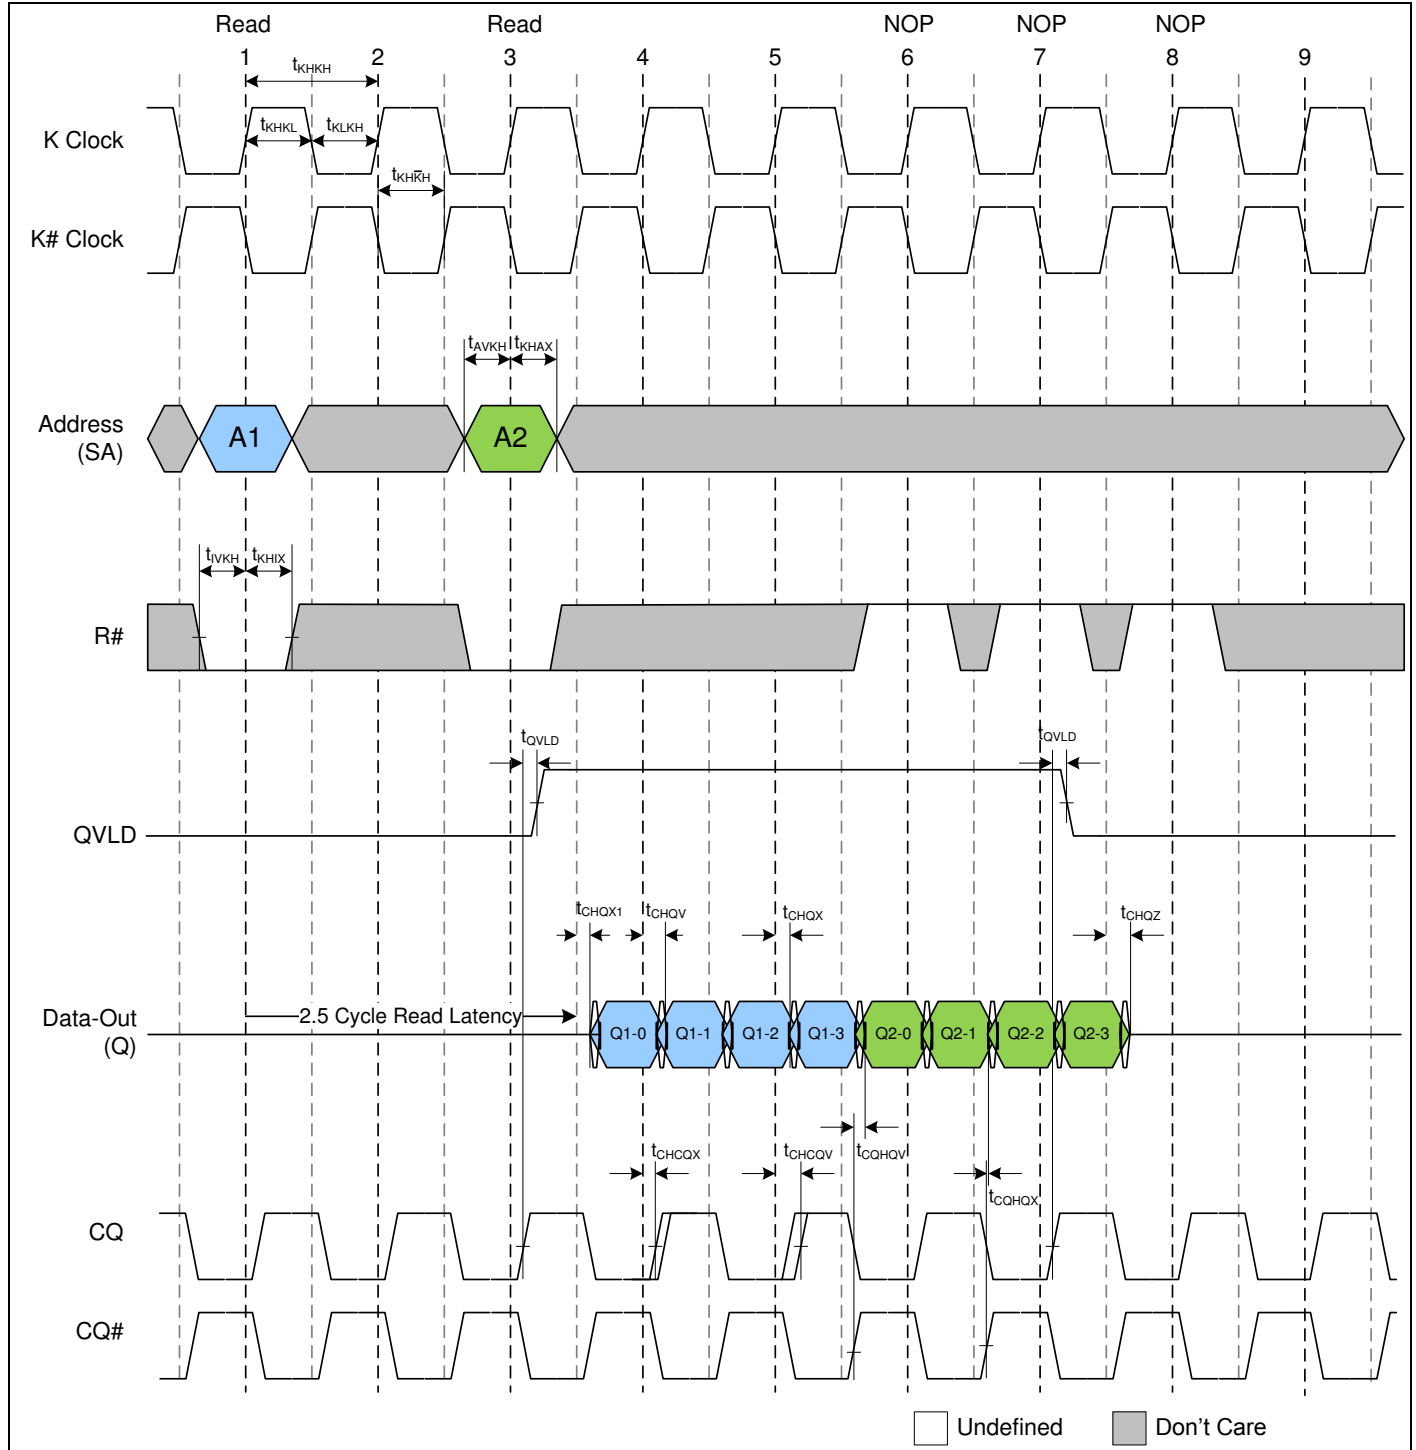 Read Read NOP NOP NOP
1 2 3 4 5 6 7 8 9
tKHKH
K Clock
tKHKL tKLKH
tKHK̅H
K# Clock
tAVKH tKHAX
Address
(SA)
A1 A2
tIVKH tKHIX
R#
tQVLD tQVLD
QVLD
tCHQX1 tCHQV tCHQX tCHQZ
Data-Out
(Q)
2.5 Cycle Read Latency
Q1-0 Q1-1 Q1-2 Q1-3 Q2-0 Q2-1 Q2-2 Q2-3
tCHCQX tCHCQV tCQHQV
tCQHQX
CQ
CQ#
Undefined Don't Care